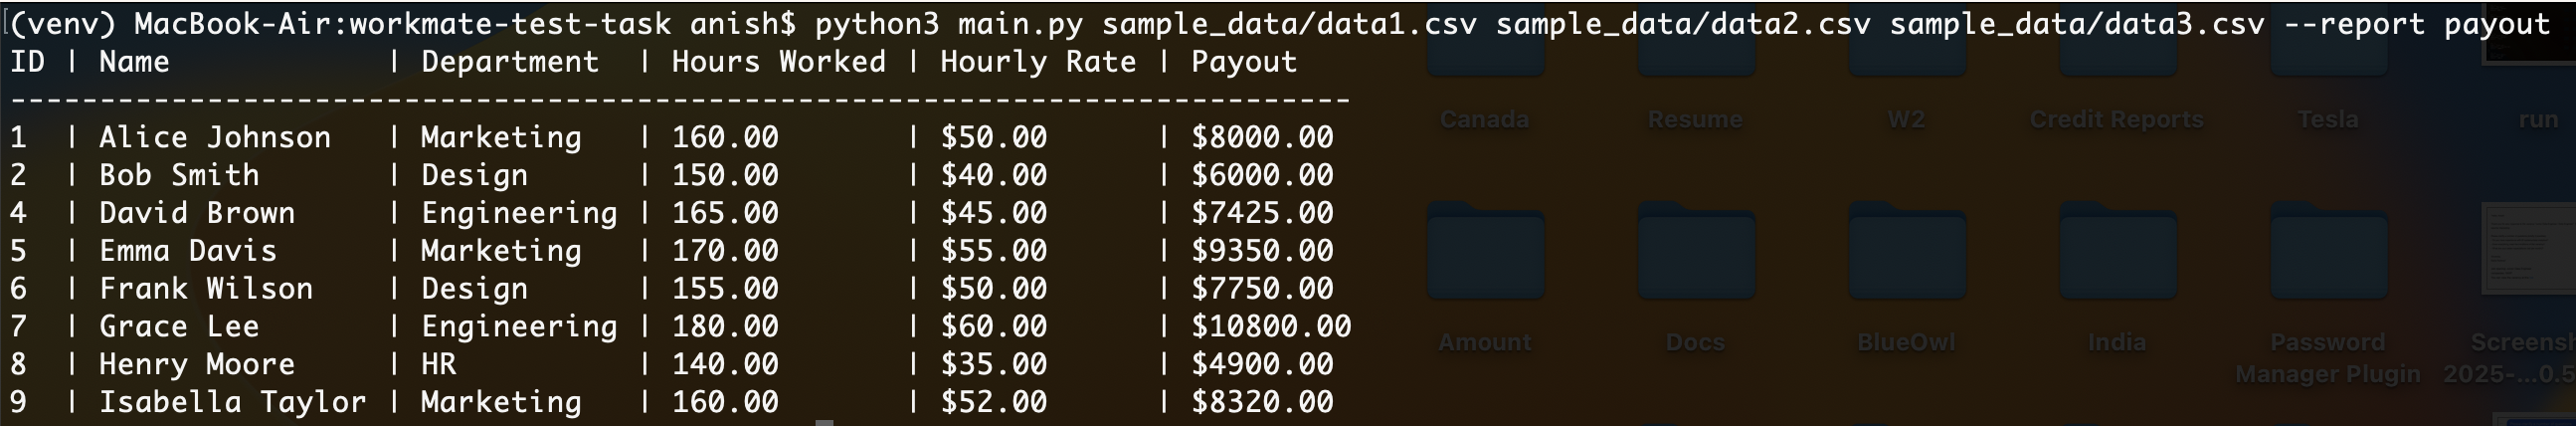 (venv) MacBook-Air:workmate-test-task anish$ python3 main.py sample_data/data1.csv sample_data/data2.csv sample_data/data3.csv --report payout
ID | Name | Department | Hours Worked | Hourly Rate | Payout
---------------------------------------------------------------------------
1 | Alice Johnson | Marketing | 160.00 | $50.00 | $8000.00
2 | Bob Smith | Design | 150.00 | $40.00 | $6000.00
4 | David Brown | Engineering | 165.00 | $45.00 | $7425.00
5 | Emma Davis | Marketing | 170.00 | $55.00 | $9350.00
6 | Frank Wilson | Design | 155.00 | $50.00 | $7750.00
7 | Grace Lee | Engineering | 180.00 | $60.00 | $10800.00
8 | Henry Moore | HR | 140.00 | $35.00 | $4900.00
9 | Isabella Taylor | Marketing | 160.00 | $52.00 | $8320.00
Canada
Resume
W2
Credit Reports
Tesla
run
Amount
Docs
BlueOwl
India
Password
Manager Plugin
Screensh
2025-...0.5